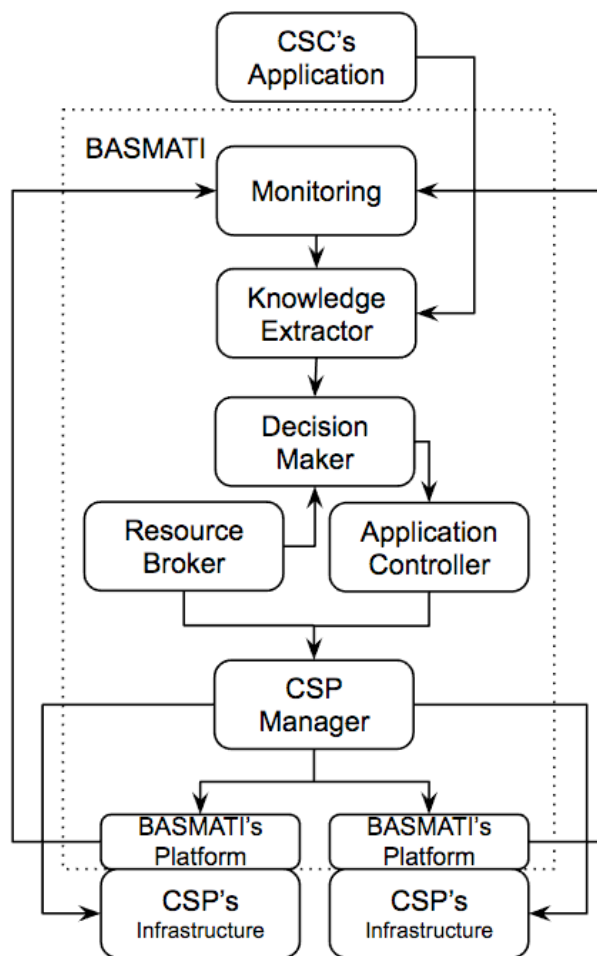 CSC's
Application
BASMATI
Monitoring
Knowledge
Extractor
Decision
Maker
Resource
Broker
Application
Controller
CSP
Manager
BASMATI's
Platform
BASMATI's
Platform
CSP's
Infrastructure
CSP's
Infrastructure